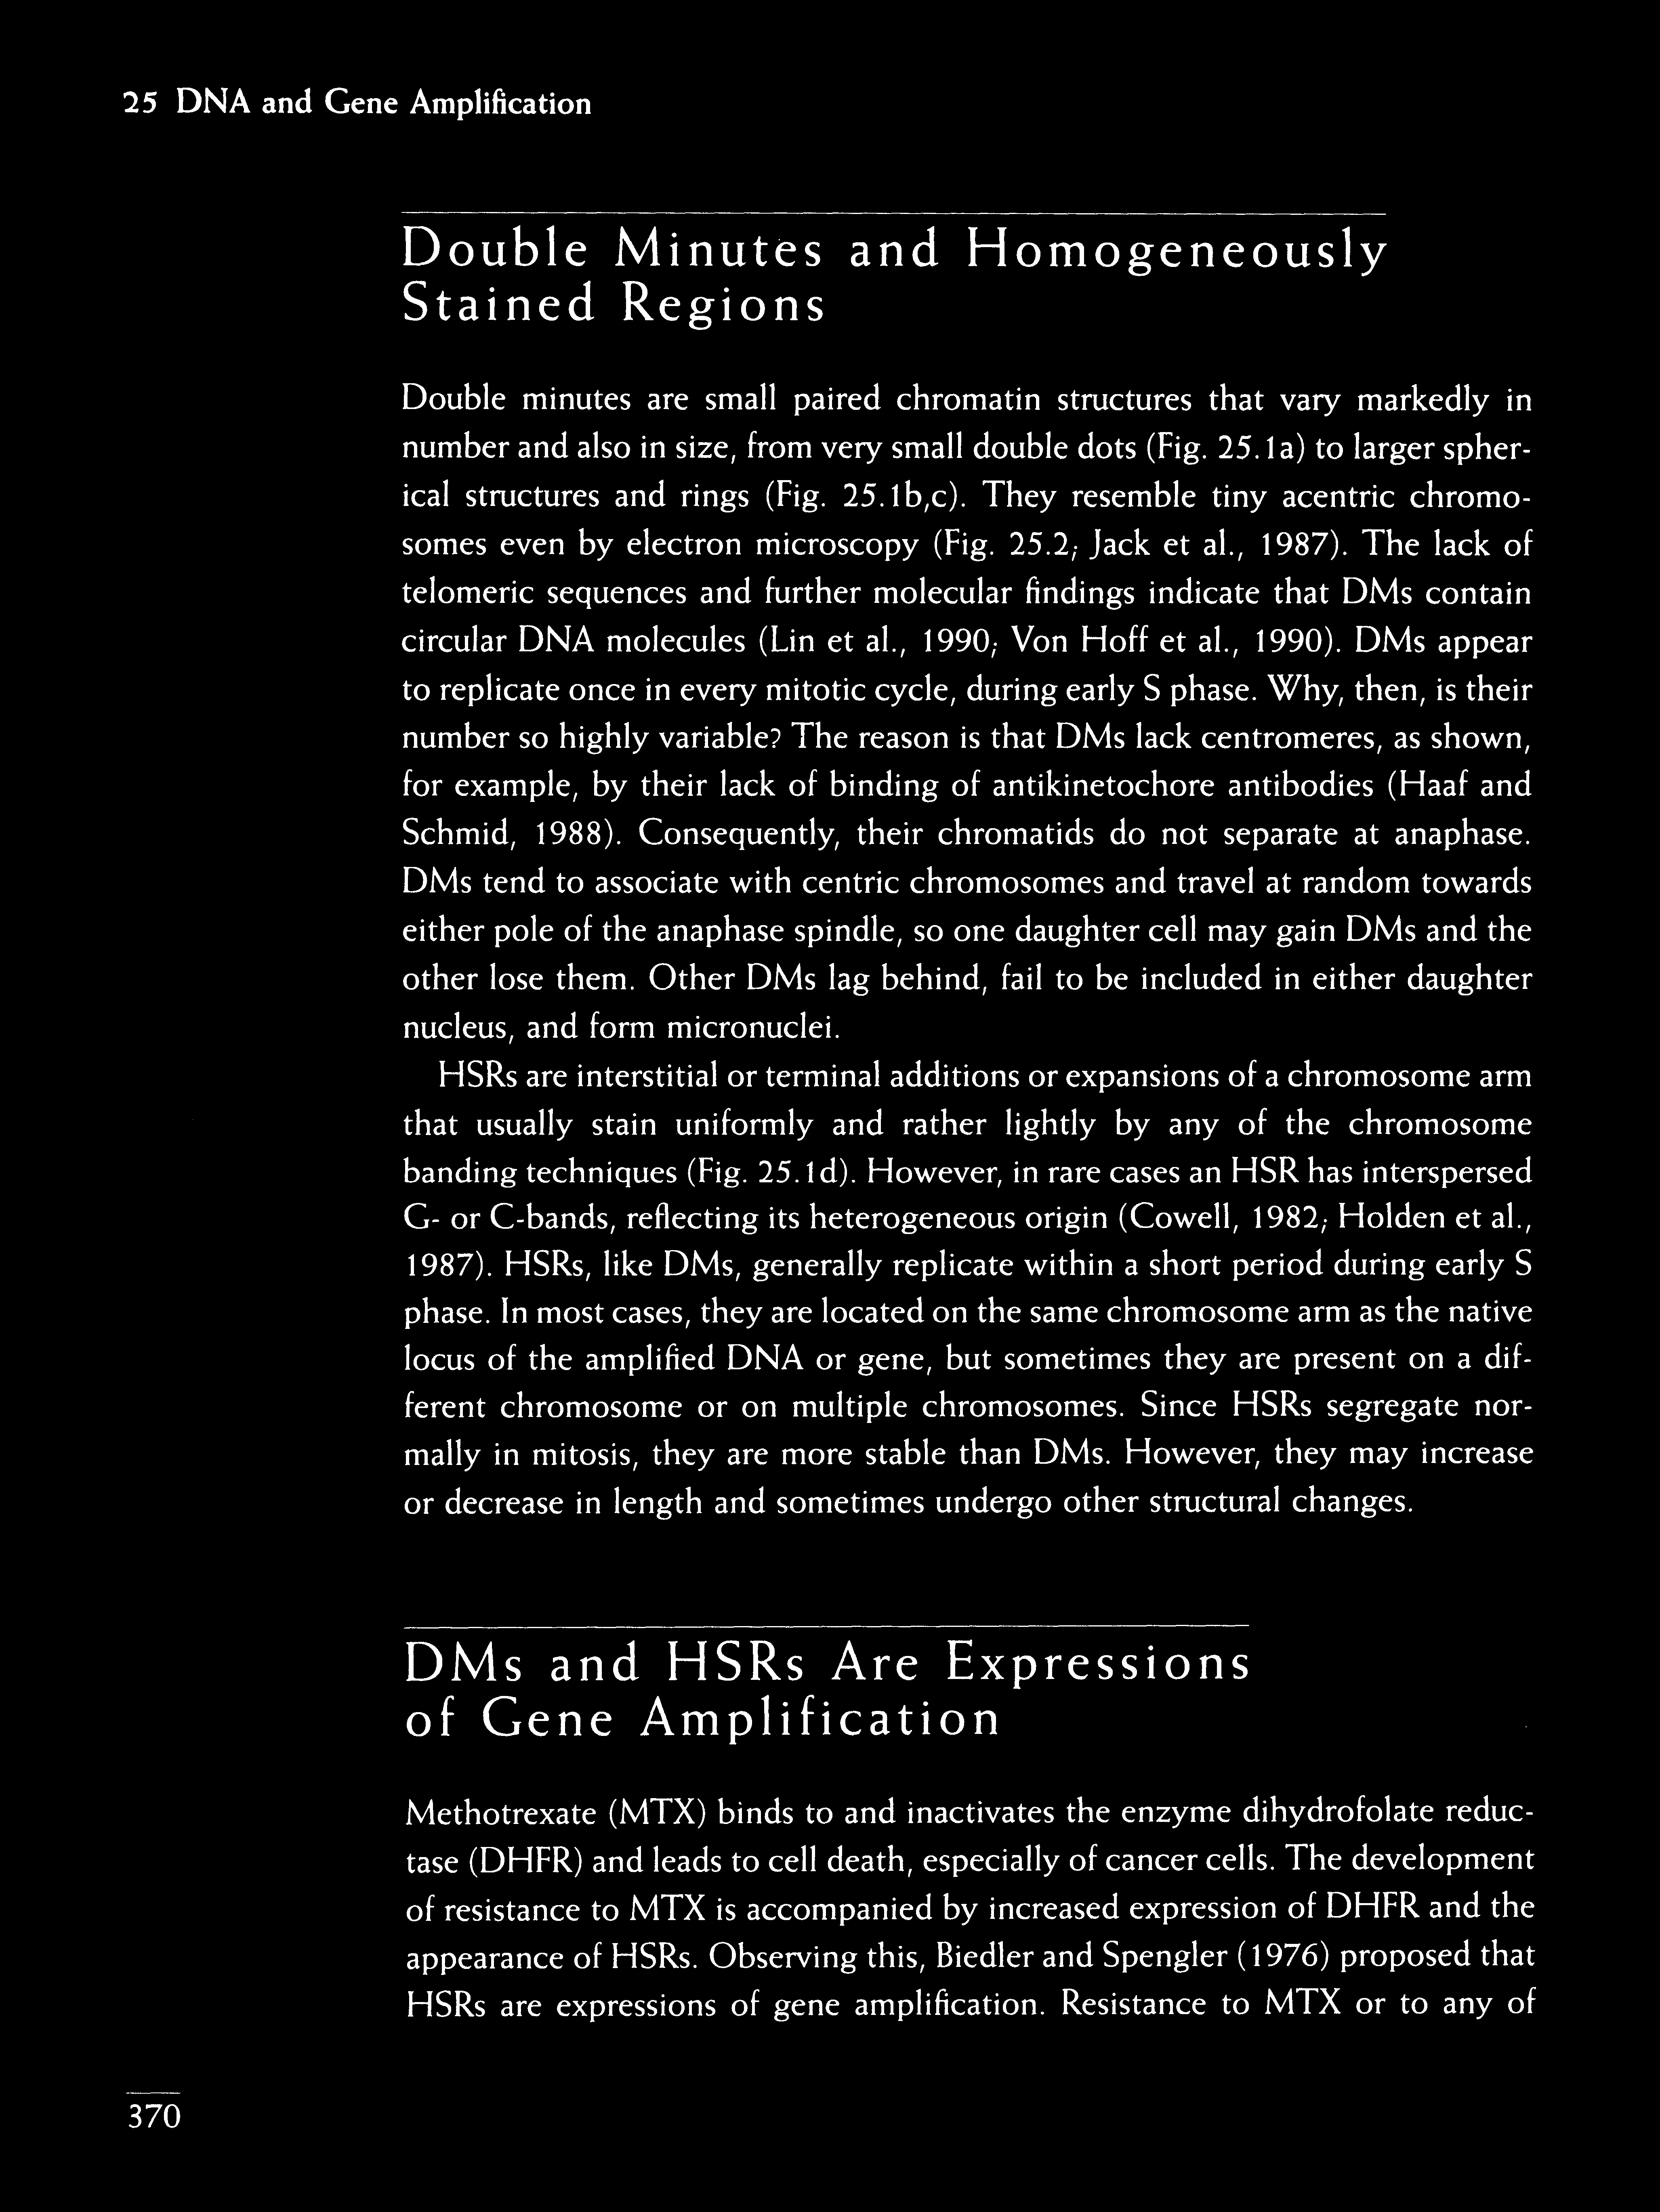 25 DNA and Gene Amplification
Double Minutes and Homogeneously
Stained Regions
Double minutes are small paired chromatin structures that vary markedly in
number and also in size, from very small double dots (Fig. 25.1a) to larger spher-
ical structures and rings (Fig. 25.1b,c). They resemble tiny acentric chromo-
somes even by electron microscopy (Fig. 25.2; Jack et al., 1987). The lack of
telomeric sequences and further molecular findings indicate that DMs contain
circular DNA molecules (Lin et al., 1990; Von Hoff et al., 1990). DMs appear
to replicate once in every mitotic cycle, during early S phase. Why, then, is their
number so highly variable? The reason is that DMs lack centromeres, as shown,
for example, by their lack of binding of antikinetochore antibodies (Haaf and
Schmid, 1988). Consequently, their chromatids do not separate at anaphase.
DMs tend to associate with centric chromosomes and travel at random towards
either pole of the anaphase spindle, so one daughter cell may gain DMs and the
other lose them. Other DMs lag behind, fail to be included in either daughter
nucleus, and form micronuclei.
HSRs are interstitial or terminal additions or expansions of a chromosome arm
that usually stain uniformly and rather lightly by any of the chromosome
banding techniques (Fig. 25.1d). However, in rare cases an HSR has interspersed
G- or C-bands, reflecting its heterogeneous origin (Cowell, 1982; Holden et al.,
1987). HSRs, like DMs, generally replicate within a short period during early S
phase. In most cases, they are located on the same chromosome arm as the native
locus of the amplified DNA or gene, but sometimes they are present on a dif-
ferent chromosome or on multiple chromosomes. Since HSRs segregate nor-
mally in mitosis, they are more stable than DMs. However, they may increase
or decrease in length and sometimes undergo other structural changes.
DMs and HSRs Are Expressions
of Gene Amplification
Methotrexate (MTX) binds to and inactivates the enzyme dihydrofolate reduc-
tase (DHFR) and leads to cell death, especially of cancer cells. The development
of resistance to MTX is accompanied by increased expression of DHFR and the
appearance of HSRs. Observing this, Biedler and Spengler (1976) proposed that
HSRs are expressions of gene amplification. Resistance to MTX or to any of
370